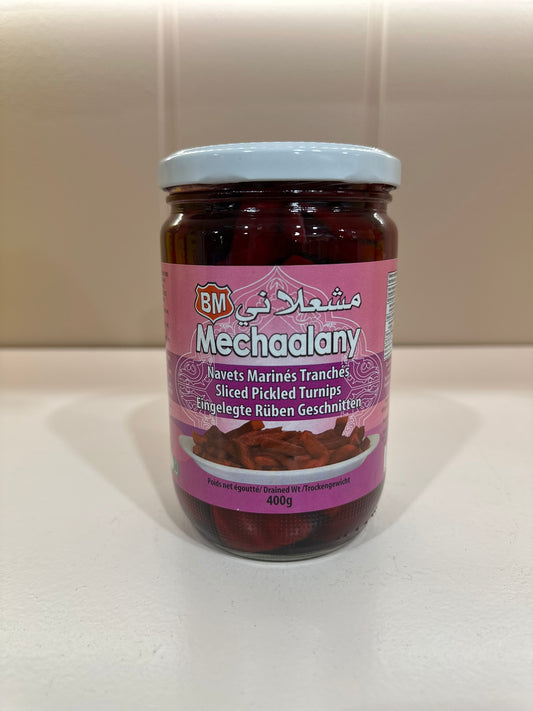 BM
مشعلاني
Mechaalany
Navets Marinés Tranchés
Sliced Pickled Turnips
Eingelegte Rüben Geschnitten
Poids net égoutté/ Drained Wt/Trockengewicht
400g